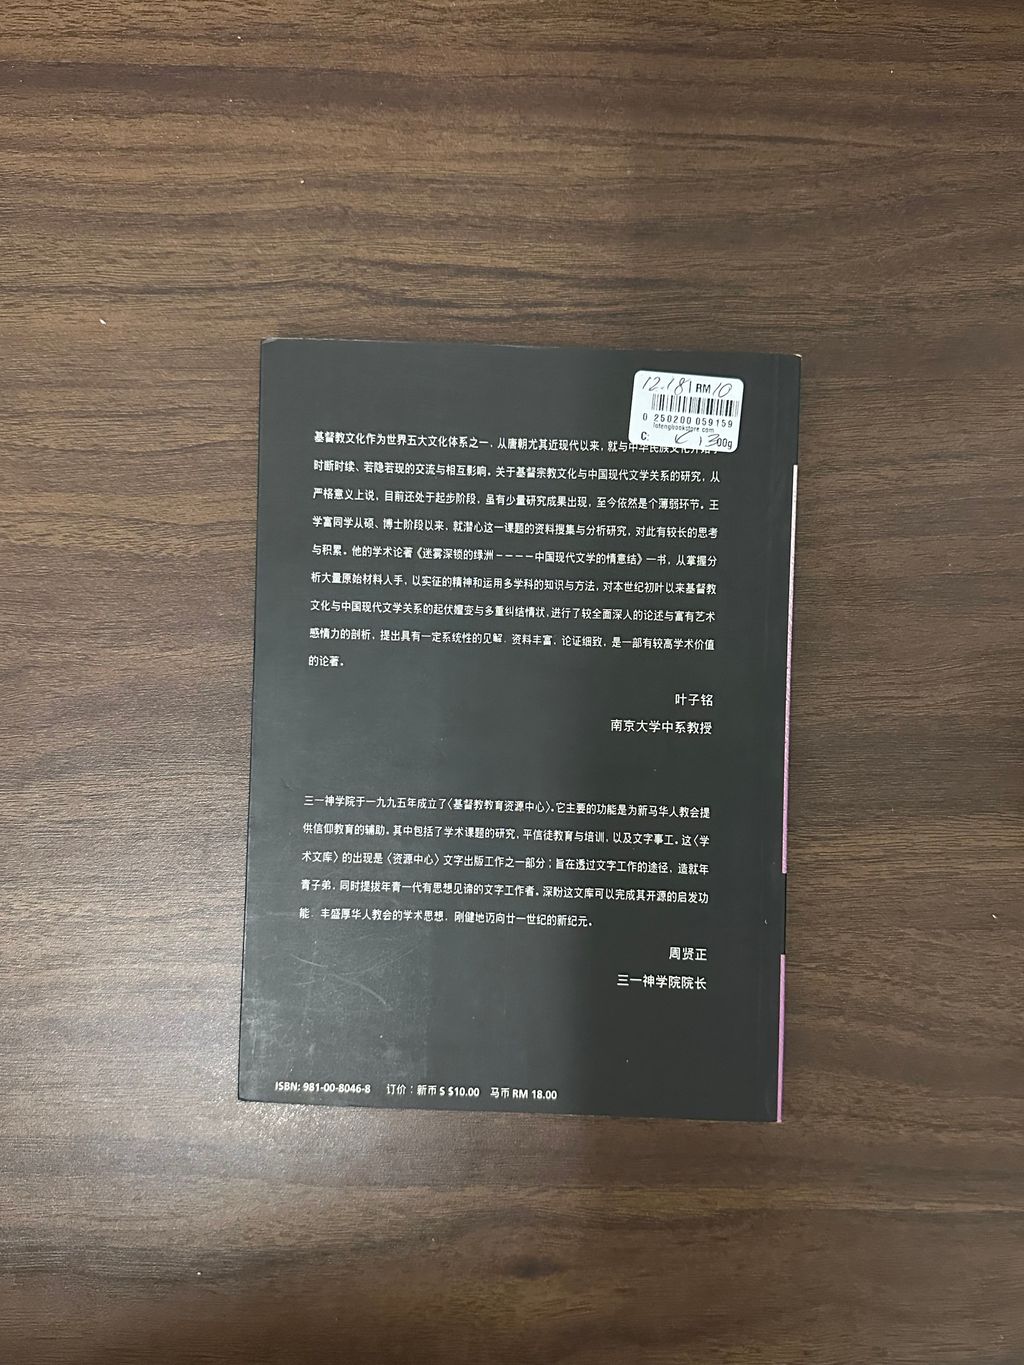 12.18 RM 10
0 250200 059159
latengbookstore.com
C: 00g
基督教文化作为世界五大文化体系之一，从唐朝尤其近现代以来，就与中华民族文化开始了
时断时续、若隐若现的交流与相互影响。关于基督宗教文化与中国现代文学关系的研究，从
严格意义上说，目前还处于起步阶段，虽有少量研究成果出现，至今依然是个薄弱环节。王
学富同学从硕、博士阶段以来，就潜心这一课题的资料搜集与分析研究，对此有较长的思考
与积累。他的学术论著《迷雾深锁的绿洲————中国现代文学的情意结》一书，从掌握分
析大量原始材料人手，以实征的精神和运用多学科的知识与方法，对本世纪初叶以来基督教
文化与中国现代文学关系的起伏嬗变与多重纠结情状，进行了较全面深人的论述与富有艺术
感情力的剖析，提出具有一定系统性的见解，资料丰富，论证细致，是一部有较高学术价值
的论著。
叶子铭
南京大学中系教授
三一神学院于一九九五年成立了〈基督教教育资源中心〉。它主要的功能是为新马华人教会提
供信仰教育的辅助。其中包括了学术课题的研究，平信徒教育与培训，以及文字事工。这〈学
术文库〉的出现是〈资源中心〉文字出版工作之一部分；旨在透过文字工作的途径，造就年
青子弟，同时提拔年青一代有思想见谛的文字工作者。深盼这文库可以完成其开源的启发功
能，丰盛厚华人教会的学术思想，刚健地迈向廿一世纪的新纪元。
周贤正
三一神学院院长
ISBN: 981-00-8046-8 订价：新币 S $10.00 马币 RM 18.00